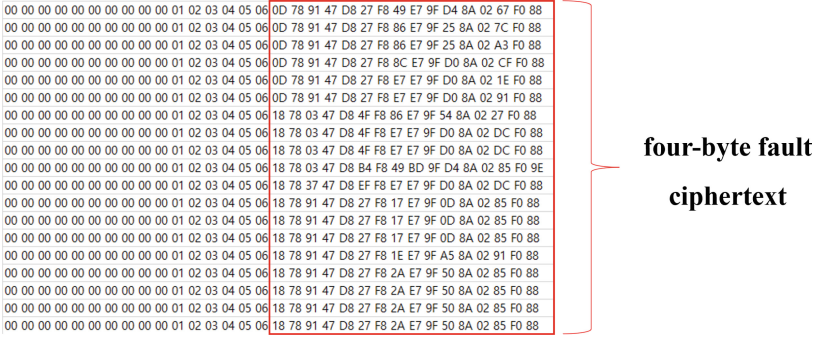 00 00 00 00 00 00 00 00 00 00 01 02 03 04 05 06 0D 78 91 47 D8 27 F8 49 E7 9F D4 8A 02 67 F0 88
00 00 00 00 00 00 00 00 00 00 01 02 03 04 05 06 0D 78 91 47 D8 27 F8 86 E7 9F 25 8A 02 7C F0 88
00 00 00 00 00 00 00 00 00 00 01 02 03 04 05 06 0D 78 91 47 D8 27 F8 86 E7 9F 25 8A 02 A3 F0 88
00 00 00 00 00 00 00 00 00 00 01 02 03 04 05 06 0D 78 91 47 D8 27 F8 8C E7 9F D0 8A 02 CF F0 88
00 00 00 00 00 00 00 00 00 00 01 02 03 04 05 06 0D 78 91 47 D8 27 F8 E7 E7 9F D0 8A 02 1E F0 88
00 00 00 00 00 00 00 00 00 00 01 02 03 04 05 06 0D 78 91 47 D8 27 F8 E7 E7 9F D0 8A 02 91 F0 88
00 00 00 00 00 00 00 00 00 00 01 02 03 04 05 06 18 78 03 47 D8 4F F8 86 E7 9F 54 8A 02 27 F0 88
00 00 00 00 00 00 00 00 00 00 01 02 03 04 05 06 18 78 03 47 D8 4F F8 E7 E7 9F D0 8A 02 DC F0 88
00 00 00 00 00 00 00 00 00 00 01 02 03 04 05 06 18 78 03 47 D8 4F F8 E7 E7 9F D0 8A 02 DC F0 88
00 00 00 00 00 00 00 00 00 00 01 02 03 04 05 06 18 78 03 47 D8 B4 F8 49 BD 9F D4 8A 02 85 F0 9E
00 00 00 00 00 00 00 00 00 00 01 02 03 04 05 06 18 78 37 47 D8 EF F8 E7 E7 9F D0 8A 02 DC F0 88
00 00 00 00 00 00 00 00 00 00 01 02 03 04 05 06 18 78 91 47 D8 27 F8 17 E7 9F 0D 8A 02 85 F0 88
00 00 00 00 00 00 00 00 00 00 01 02 03 04 05 06 18 78 91 47 D8 27 F8 17 E7 9F 0D 8A 02 85 F0 88
00 00 00 00 00 00 00 00 00 00 01 02 03 04 05 06 18 78 91 47 D8 27 F8 17 E7 9F 0D 8A 02 85 F0 88
00 00 00 00 00 00 00 00 00 00 01 02 03 04 05 06 18 78 91 47 D8 27 F8 1E E7 9F A5 8A 02 91 F0 88
00 00 00 00 00 00 00 00 00 00 01 02 03 04 05 06 18 78 91 47 D8 27 F8 2A E7 9F 50 8A 02 85 F0 88
00 00 00 00 00 00 00 00 00 00 01 02 03 04 05 06 18 78 91 47 D8 27 F8 2A E7 9F 50 8A 02 85 F0 88
00 00 00 00 00 00 00 00 00 00 01 02 03 04 05 06 18 78 91 47 D8 27 F8 2A E7 9F 50 8A 02 85 F0 88
00 00 00 00 00 00 00 00 00 00 01 02 03 04 05 06 18 78 91 47 D8 27 F8 2A E7 9F 50 8A 02 85 F0 88
four-byte fault
ciphertext